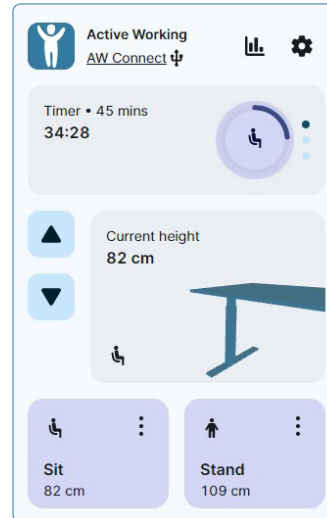 Active Working
AW Connect
Timer • 45 mins
34:28
Current height
82 cm
Sit
82 cm
Stand
109 cm